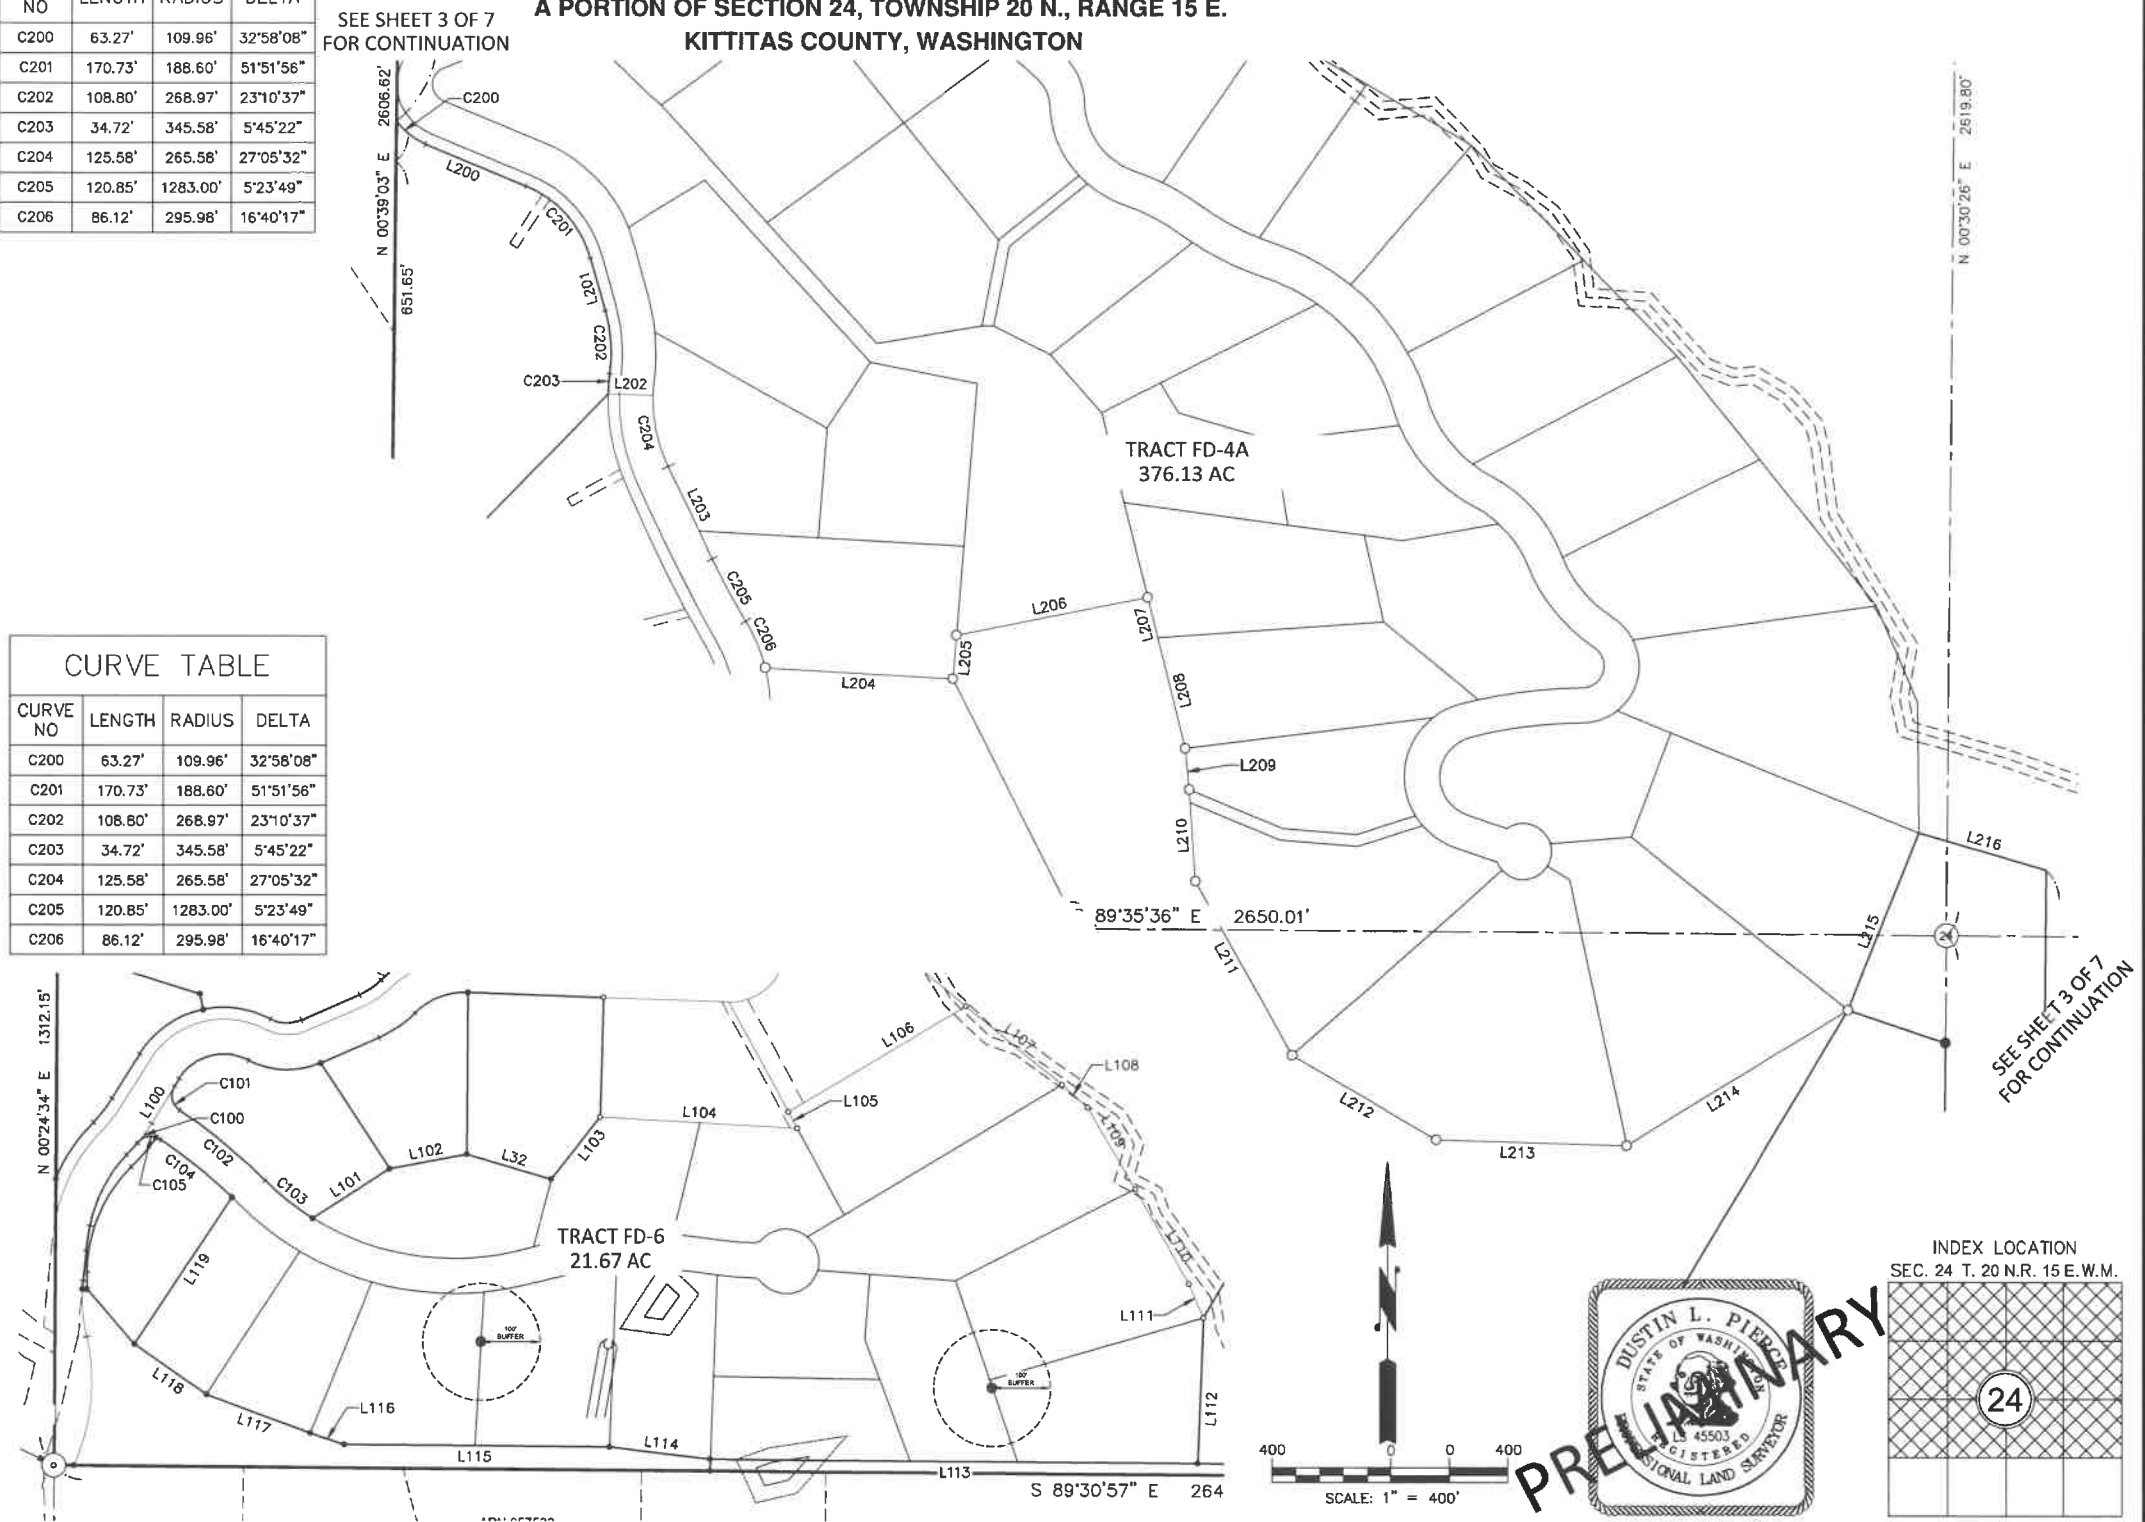 NO LENGTH RADIUS DELTA
C200 63.27' 109.96' 32°58'08"
C201 170.73' 188.60' 51°51'56"
C202 108.80' 268.97' 23°10'37"
C203 34.72' 345.58' 5°45'22"
C204 125.58' 265.58' 27°05'32"
C205 120.85' 1283.00' 5°23'49"
C206 86.12' 295.98' 16°40'17"
SEE SHEET 3 OF 7
FOR CONTINUATION
A PORTION OF SECTION 24, TOWNSHIP 20 N., RANGE 15 E.
KITTITAS COUNTY, WASHINGTON
N 00°39'03" E 2606.62'
651.65'
C200
L200
C201
L201
C202
C203
L202
C204
L203
C205
C206
L204
L205
L206
L207
L208
L209
L210
TRACT FD-4A
376.13 AC
N 00°30'26" E 2619.80'
89°35'36" E 2650.01'
L211
L212
L213
L214
L215
L216
24
SEE SHEET 3 OF 7
FOR CONTINUATION
CURVE TABLE
CURVE NO LENGTH RADIUS DELTA
C200 63.27' 109.96' 32°58'08"
C201 170.73' 188.60' 51°51'56"
C202 108.80' 268.97' 23°10'37"
C203 34.72' 345.58' 5°45'22"
C204 125.58' 265.58' 27°05'32"
C205 120.85' 1283.00' 5°23'49"
C206 86.12' 295.98' 16°40'17"
N 00°24'34" E 1312.15'
L100
C101
C100
C102
C104
C105
C103
L101
L102
L32
L103
L104
L105
L106
L107
L108
L109
L110
L111
L112
L113
L114
L115
L116
L117
L118
L119
TRACT FD-6
21.67 AC
100'
BUFFER
100'
BUFFER
S 89°30'57" E 264
N
400 0 0 400
SCALE: 1" = 400'
DUSTIN L. PIERCE
STATE OF WASHINGTON
LS 45503
REGISTERED
PROFESSIONAL LAND SURVEYOR
PRELIMINARY
INDEX LOCATION
SEC. 24 T. 20 N.R. 15 E.W.M.
24